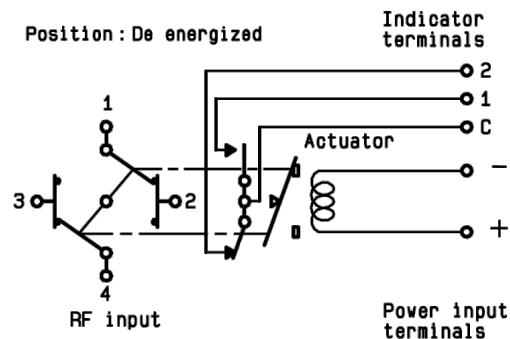 Position : De energized
Indicator
terminals
2
1
C
Actuator
1
-
3
2
+
4
RF input
Power input
terminals